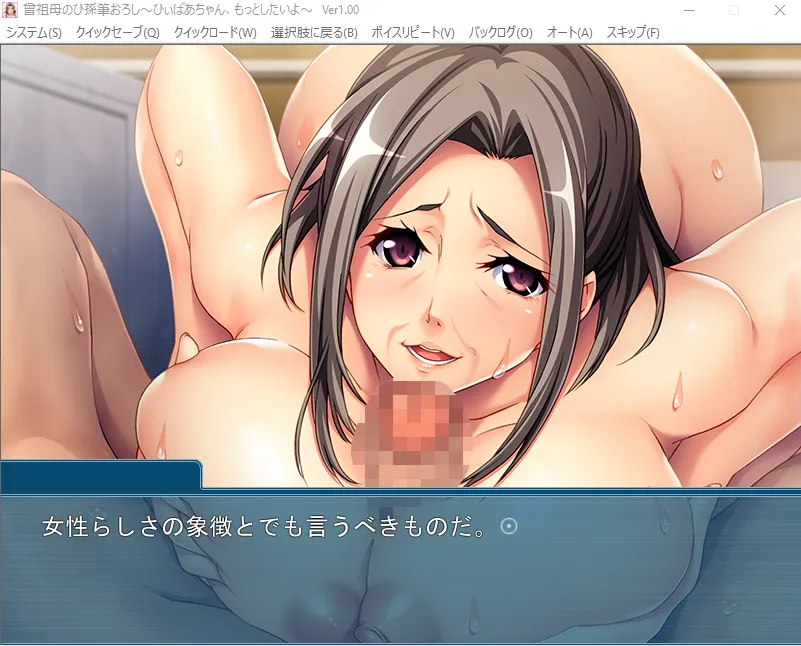 曾祖母のひ孫筆おろし～ひいばあちゃん、もっとしたいよ～ Ver1.00
システム(S) クイックセーブ(Q) クイックロード(W) 選択肢に戻る(B) ボイスリピート(V) バックログ(O) オート(A) スキップ(F)
女性らしさの象徴とでも言うべきものだ。